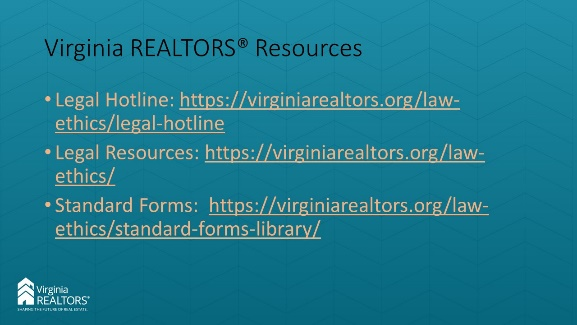 Virginia REALTORS® Resources
• Legal Hotline: https://virginiarealtors.org/law-
ethics/legal-hotline
• Legal Resources: https://virginiarealtors.org/law-
ethics/
• Standard Forms: https://virginiarealtors.org/law-
ethics/standard-forms-library/
Virginia
REALTORS®
SHAPING THE FUTURE OF REAL ESTATE